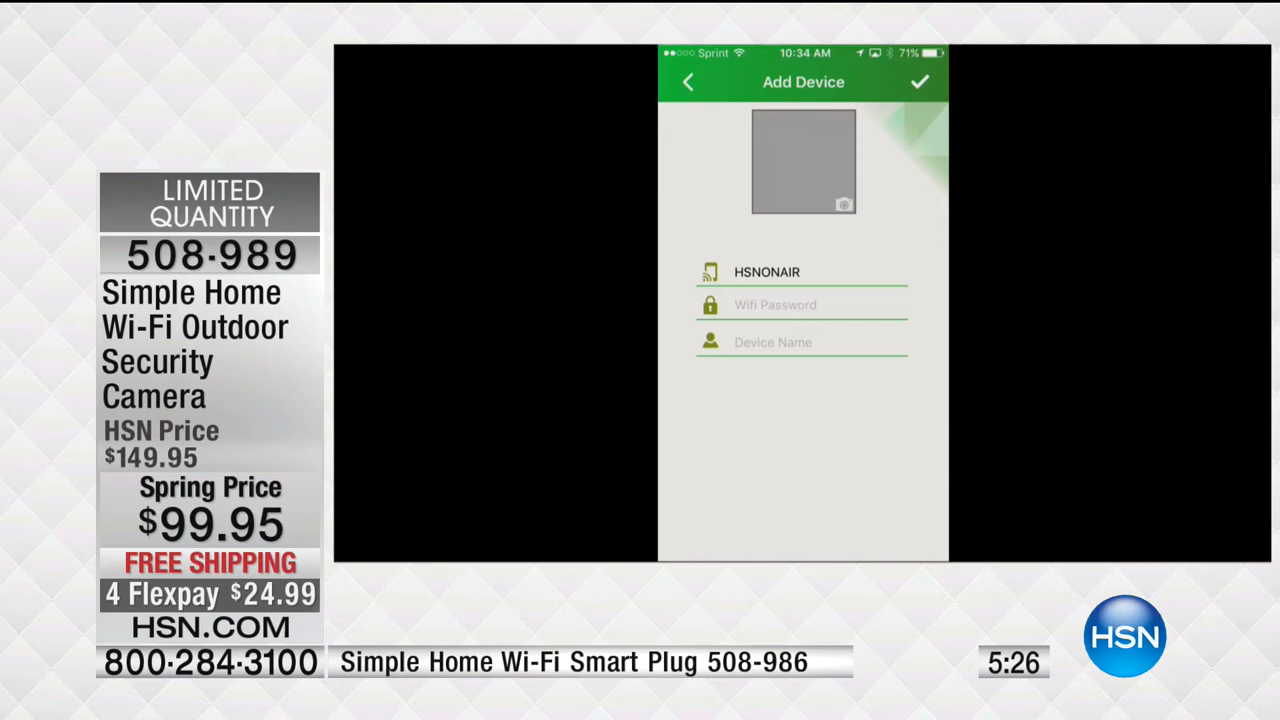 LIMITED
QUANTITY
508·989
Simple Home
Wi-Fi Outdoor
Security
Camera
HSN Price
$149.95
Spring Price
$99.95
FREE SHIPPING
4 Flexpay $24.99
HSN.COM
800·284·3100
Sprint 10:34 AM 71%
Add Device
HSNONAIR
Wifi Password
Device Name
Simple Home Wi-Fi Smart Plug 508-986
5:26
HSN